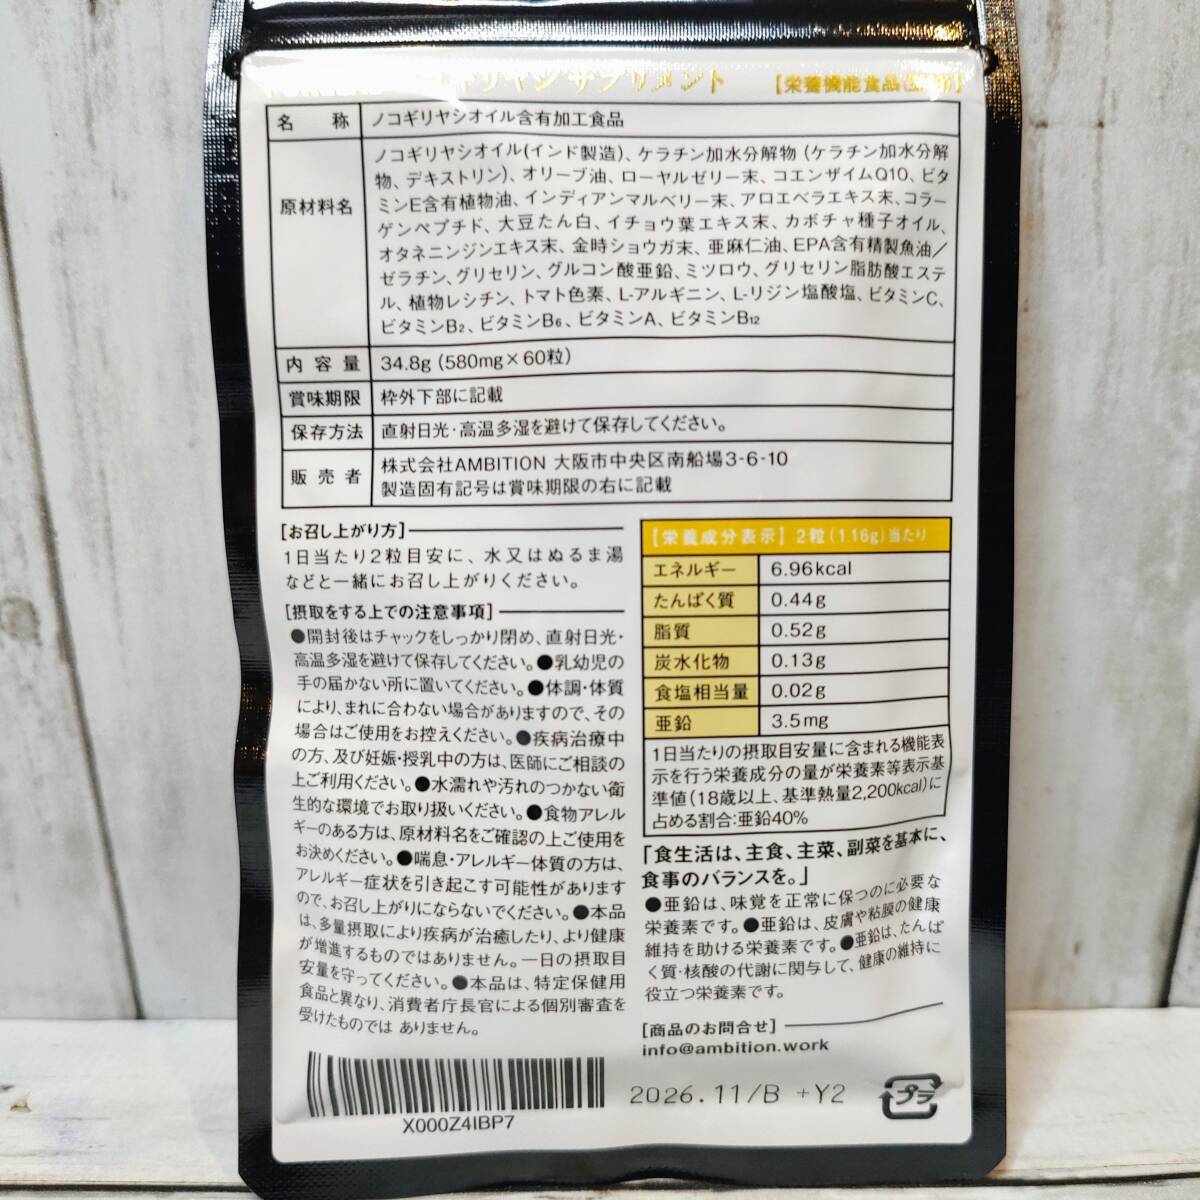 ノコギリヤシサプリメント 【栄養機能食品(亜鉛)】
名 称 ノコギリヤシオイル含有加工食品
原材料名
ノコギリヤシオイル(インド製造)、ケラチン加水分解物 (ケラチン加水分解
物、デキストリン)、オリーブ油、ローヤルゼリー末、コエンザイムQ10、ビタ
ミンE含有植物油、インディアンマルベリー末、アロエベラエキス末、コラー
ゲンペプチド、大豆たん白、イチョウ葉エキス末、カボチャ種子オイル、
オタネニンジンエキス末、金時ショウガ末、亜麻仁油、EPA含有精製魚油/
ゼラチン、グリセリン、グルコン酸亜鉛、ミツロウ、グリセリン脂肪酸エステ
ル、植物レシチン、トマト色素、L-アルギニン、L-リジン塩酸塩、ビタミンC、
ビタミンB2、ビタミンB6、ビタミンA、ビタミンB12
内 容 量 34.8g (580mg×60粒)
賞味期限 枠外下部に記載
保存方法 直射日光・高温多湿を避けて保存してください。
販 売 者
株式会社AMBITION 大阪市中央区南船場3-6-10
製造固有記号は賞味期限の右に記載
[お召し上がり方]
1日当たり2粒目安に、水又はぬるま湯
などと一緒にお召し上がりください。
[摂取をする上での注意事項]
●開封後はチャックをしっかり閉め、直射日光・
高温多湿を避けて保存してください。●乳幼児の
手の届かない所に置いてください。●体調・体質
により、まれに合わない場合がありますので、その
場合はご使用をお控えください。●疾病治療中
の方、及び妊娠・授乳中の方は、医師にご相談の
上ご利用ください。●水濡れや汚れのつかない衛
生的な環境でお取り扱いください。●食物アレル
ギーのある方は、原材料名をご確認の上ご使用を
お決めください。●喘息・アレルギー体質の方は、
アレルギー症状を引き起こす可能性があります
ので、お召し上がりにならないでください。●本品
は、多量摂取により疾病が治癒したり、より健康
が増進するものではありません。一日の摂取目
安量を守ってください。●本品は、特定保健用
食品と異なり、消費者庁長官による個別審査を
受けたものでは ありません。
【栄養成分表示】2粒(1.16g)当たり
エネルギー 6.96kcal
たんぱく質 0.44g
脂質 0.52g
炭水化物 0.13g
食塩相当量 0.02g
亜鉛 3.5mg
1日当たりの摂取目安量に含まれる機能表
示を行う栄養成分の量が栄養素等表示基
準値(18歳以上、基準熱量2,200kcal)に
占める割合:亜鉛40%
「食生活は、主食、主菜、副菜を基本に、
食事のバランスを。」
●亜鉛は、味覚を正常に保つのに必要な
栄養素です。●亜鉛は、皮膚や粘膜の健康
維持を助ける栄養素です。●亜鉛は、たんぱ
く質・核酸の代謝に関与して、健康の維持に
役立つ栄養素です。
[商品のお問合せ]
info@ambition.work
X000Z4IBP7
2026.11/B +Y2
プラ